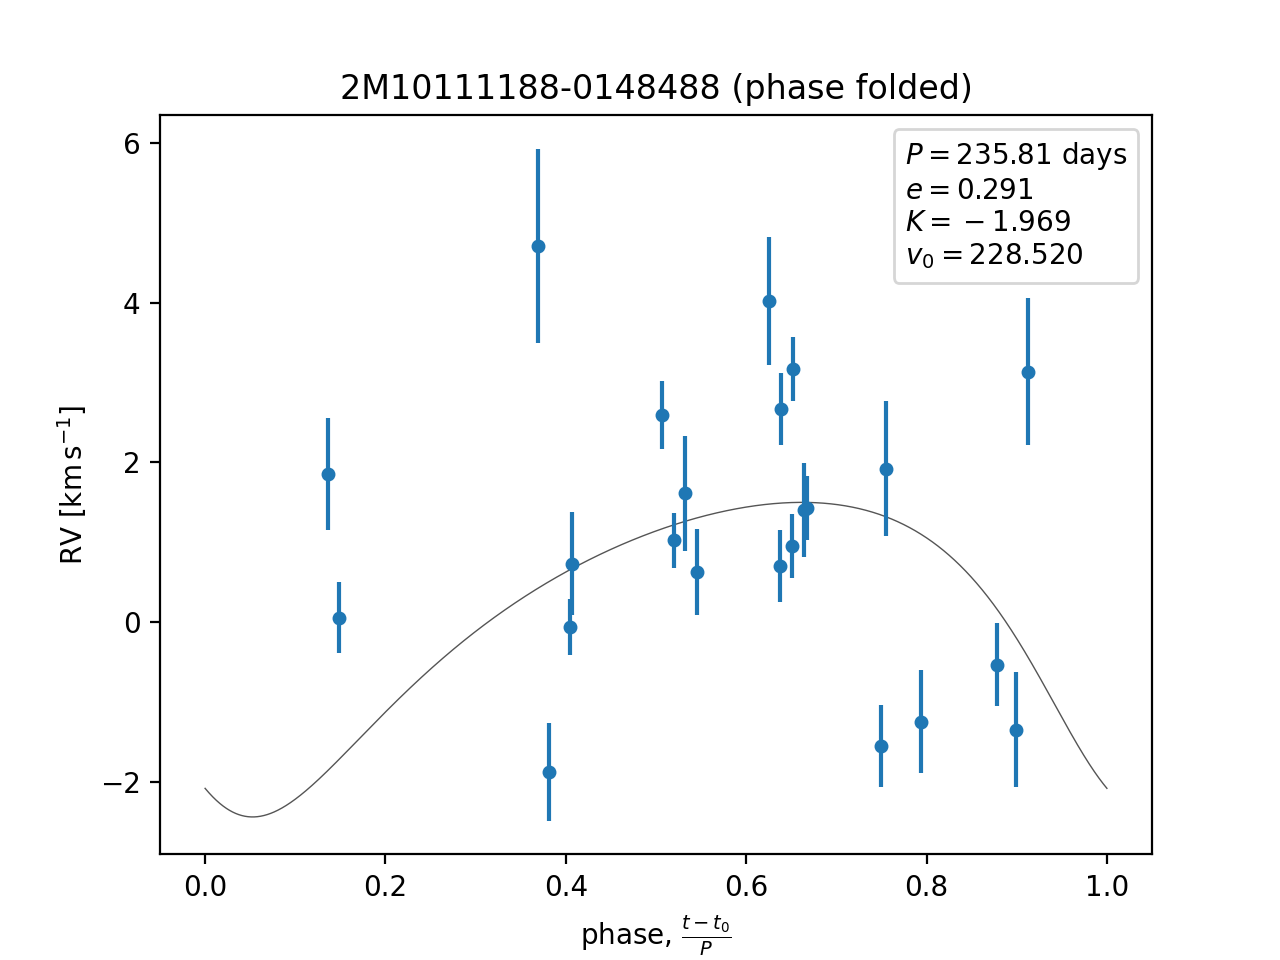 2M10111188-0148488 (phase folded)
P = 235.81 days
e = 0.291
K = −1.969
v₀ = 228.520
RV [km s⁻¹]
6
4
2
0
−2
0.0 0.2 0.4 0.6 0.8 1.0
phase, (t − t₀)/P